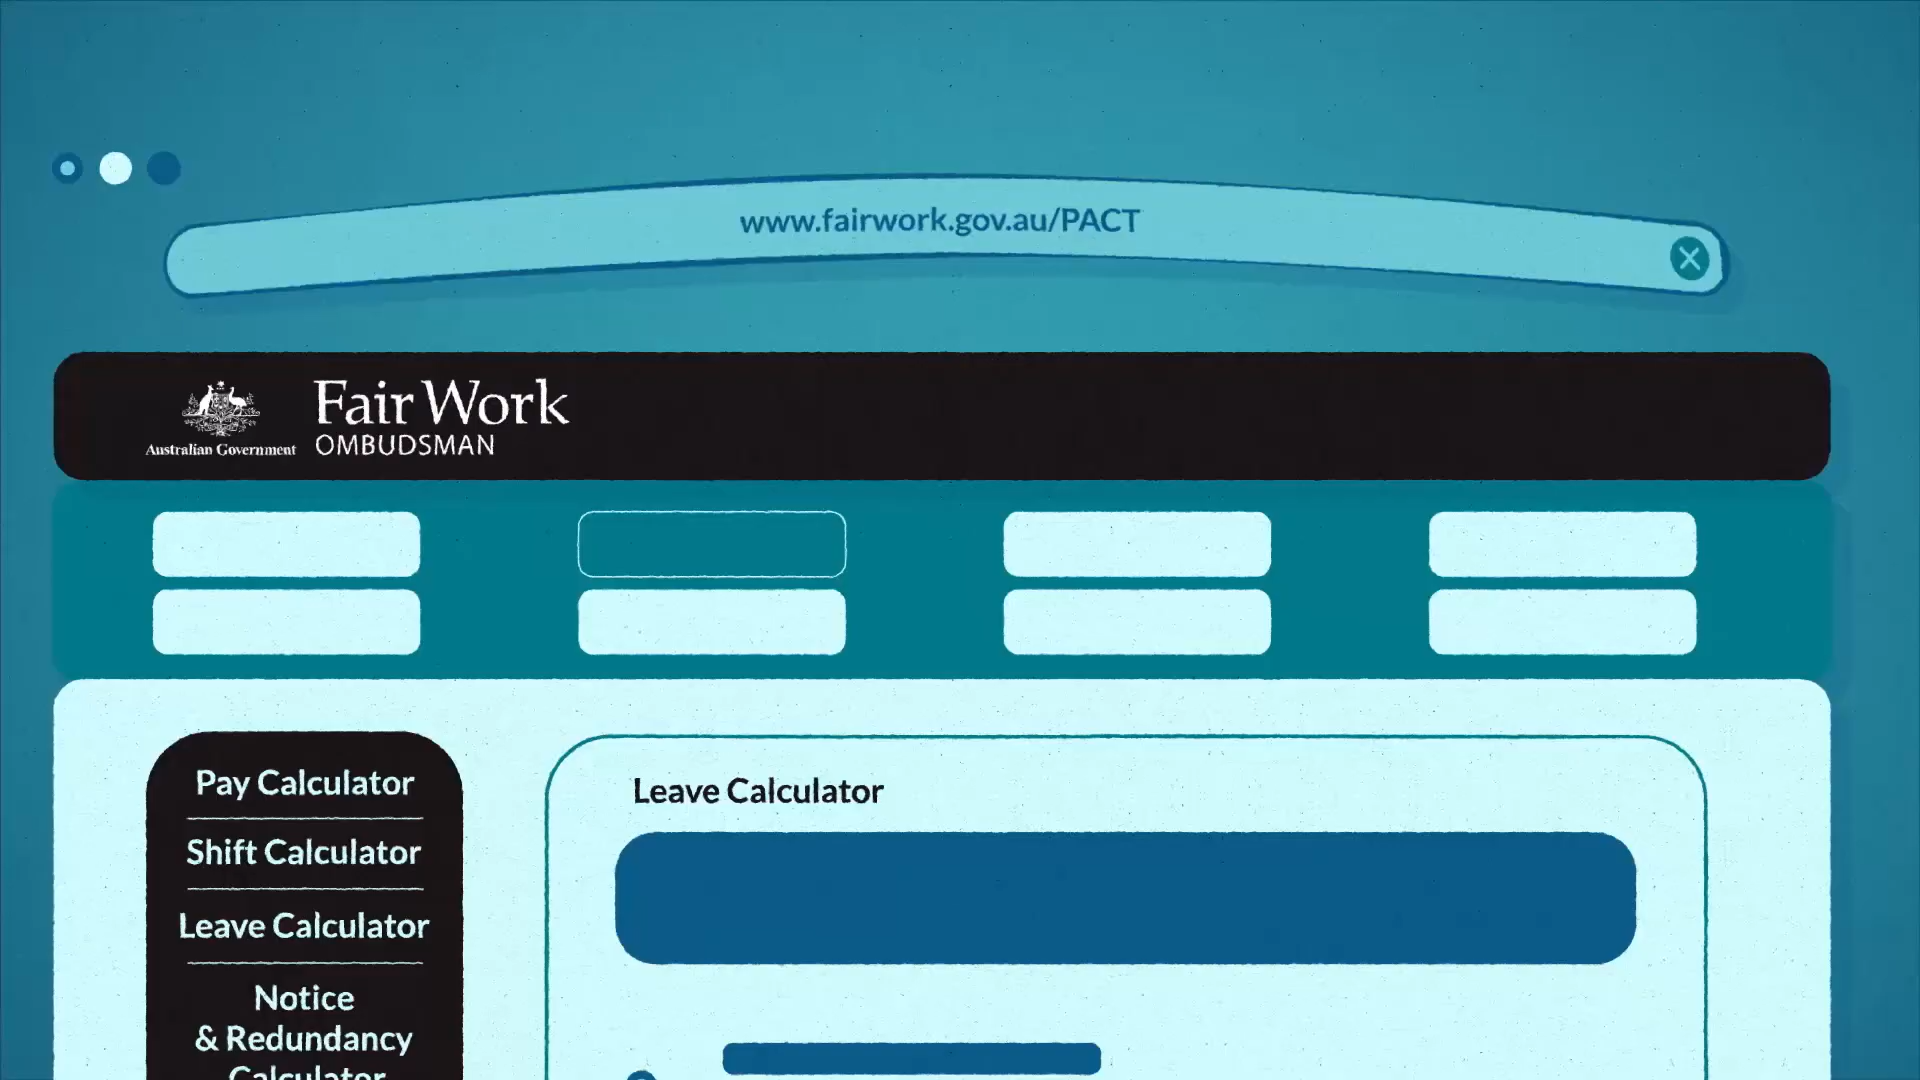 www.fairwork.gov.au/PACT
Fair Work
OMBUDSMAN
Australian Government
Pay Calculator
Shift Calculator
Leave Calculator
Notice
& Redundancy
Calculator
Leave Calculator